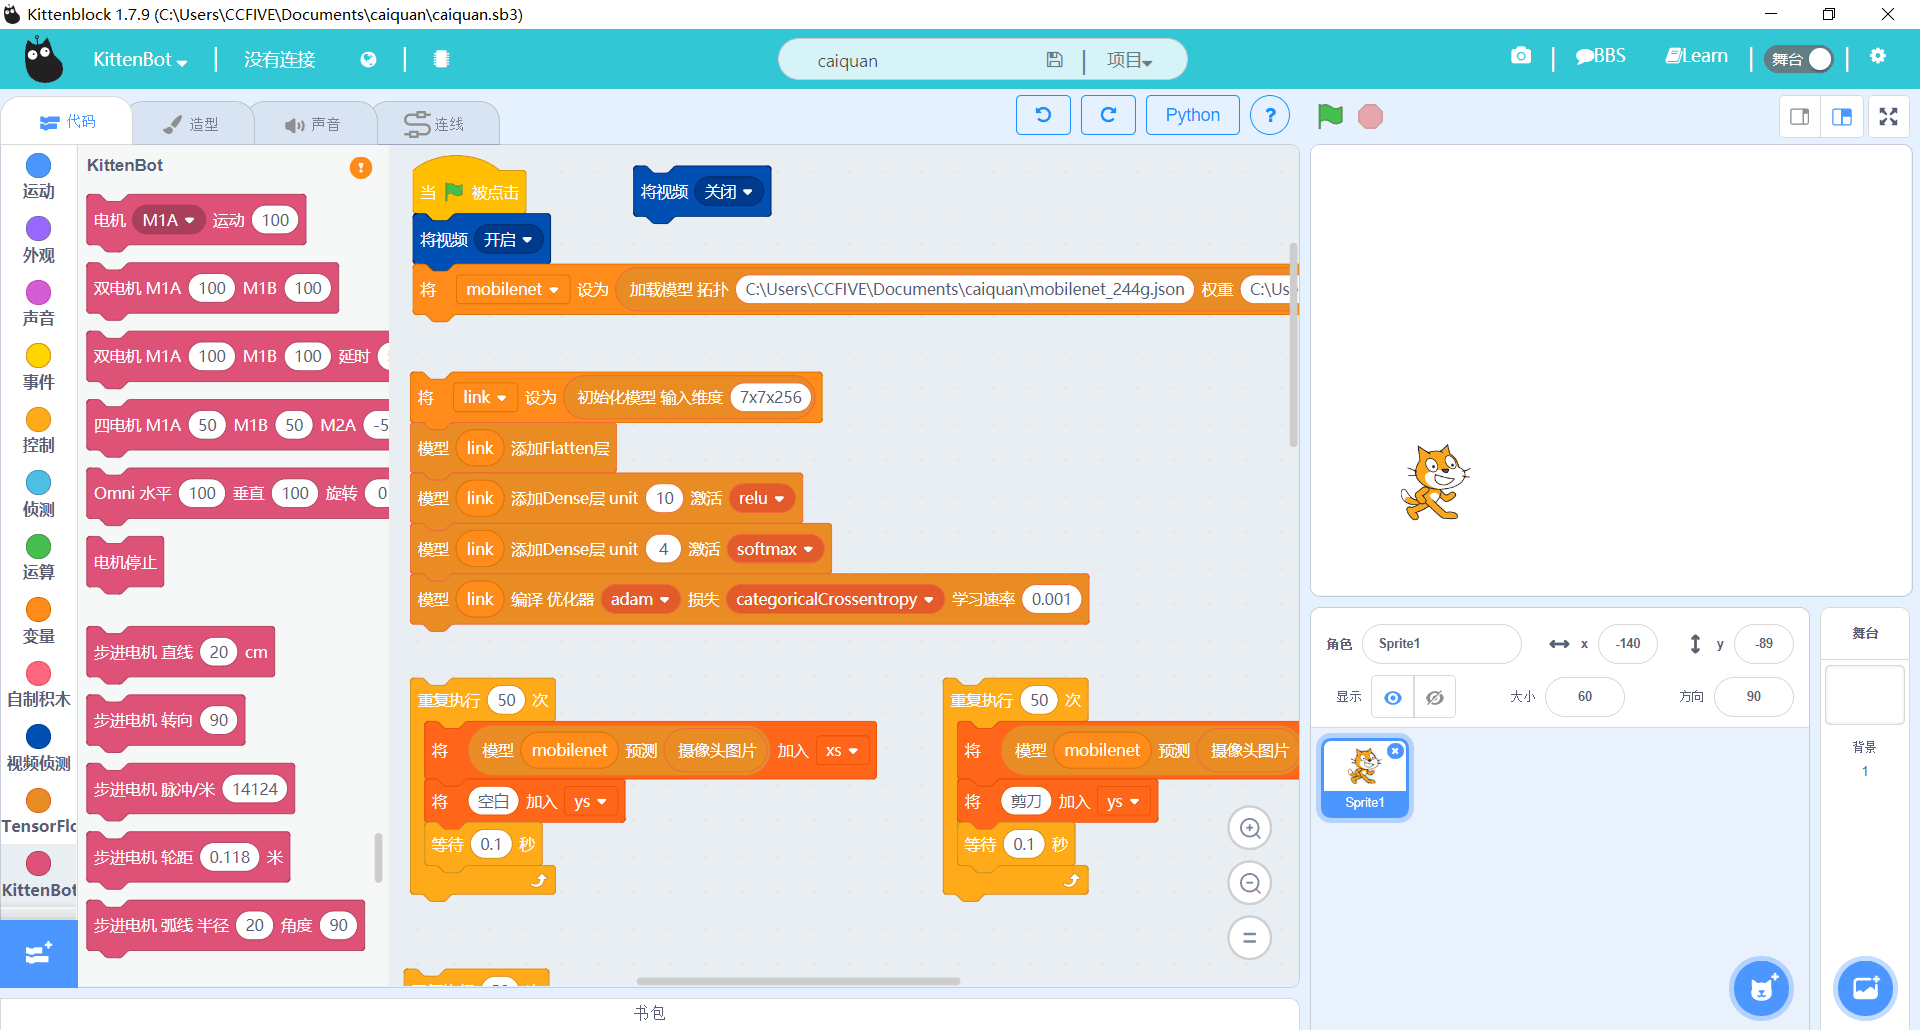 Kittenblock 1.7.9 (C:\Users\CCFIVE\Documents\caiquan\caiquan.sb3)
KittenBot 没有连接 caiquan 项目 BBS Learn 舞台
代码 造型 声音 连线 Python ?
运动
外观
声音
事件
控制
侦测
运算
变量
自制积木
视频侦测
TensorFlo
KittenBot
KittenBot
电机 M1A 运动 100
双电机 M1A 100 M1B 100
双电机 M1A 100 M1B 100 延时
四电机 M1A 50 M1B 50 M2A -5
Omni 水平 100 垂直 100 旋转 0
电机停止
步进电机 直线 20 cm
步进电机 转向 90
步进电机 脉冲/米 14124
步进电机 轮距 0.118 米
步进电机 弧线 半径 20 角度 90
当 被点击
将视频 开启
将 mobilenet 设为 加载模型 拓扑 C:\Users\CCFIVE\Documents\caiquan\mobilenet_244g.json 权重 C:\Use
将视频 关闭
将 link 设为 初始化模型 输入维度 7x7x256
模型 link 添加Flatten层
模型 link 添加Dense层 unit 10 激活 relu
模型 link 添加Dense层 unit 4 激活 softmax
模型 link 编译 优化器 adam 损失 categoricalCrossentropy 学习速率 0.001
重复执行 50 次
将 模型 mobilenet 预测 摄像头图片 加入 xs
将 空白 加入 ys
等待 0.1 秒
重复执行 50 次
将 模型 mobilenet 预测 摄像头图片
将 剪刀 加入 ys
等待 0.1 秒
书包
角色 Sprite1 x -140 y -89
显示 大小 60 方向 90
Sprite1
舞台
背景
1